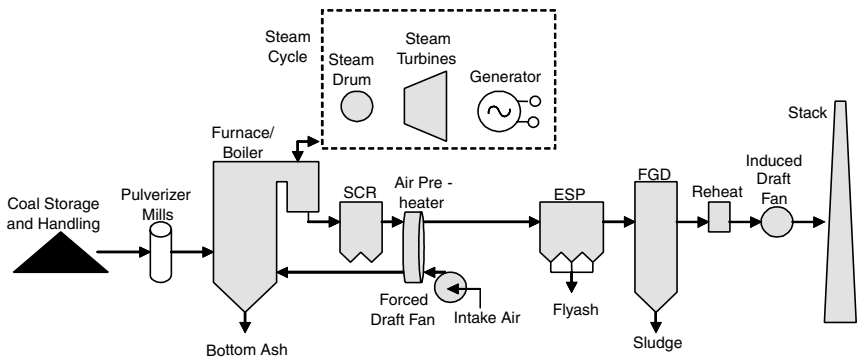 Steam
Cycle
Steam
Drum
Steam
Turbines
Generator
Furnace/
Boiler
Stack
Coal Storage
and Handling
Pulverizer
Mills
SCR
Air Pre -
heater
ESP
FGD
Reheat
Induced
Draft
Fan
Forced
Draft Fan
Intake Air
Flyash
Sludge
Bottom Ash